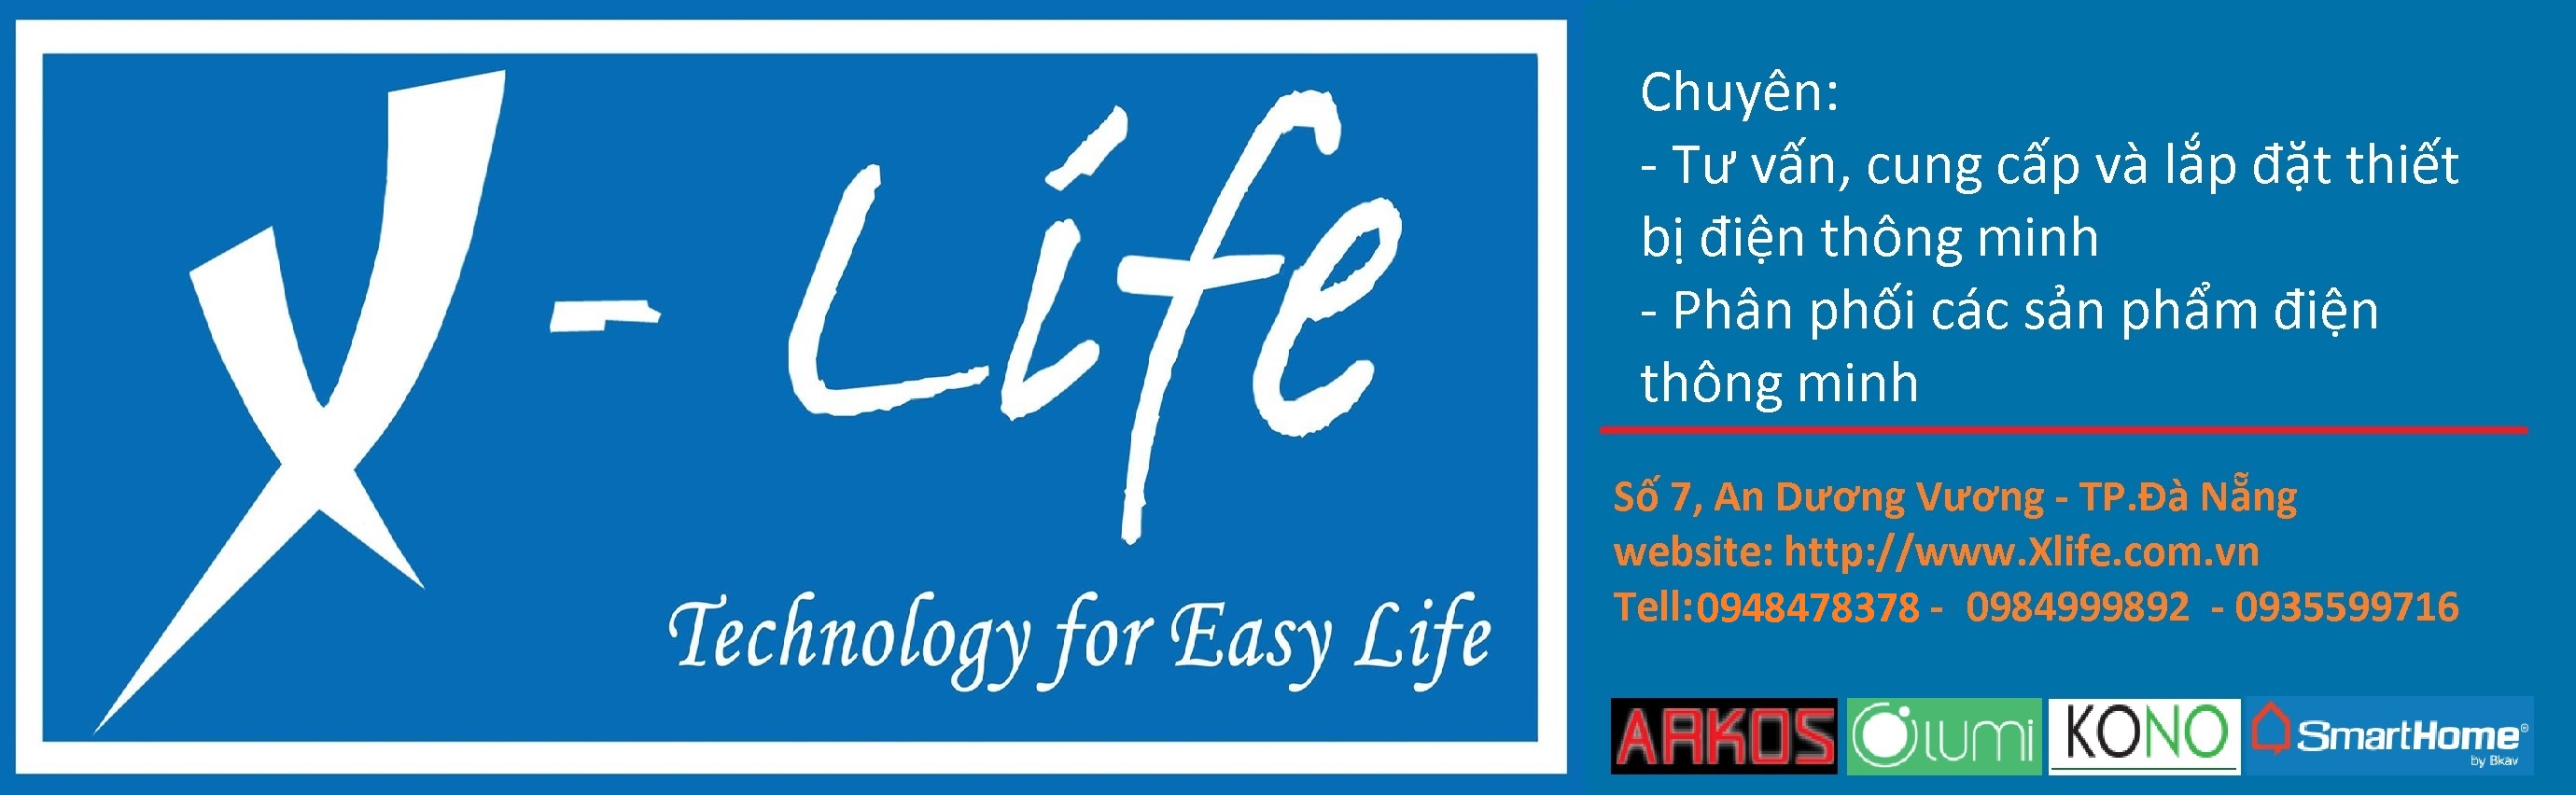 X - Life
Technology for Easy Life
Chuyên:
- Tư vấn, cung cấp và lắp đặt thiết
bị điện thông minh
- Phân phối các sản phẩm điện
thông minh
Số 7, An Dương Vương - TP.Đà Nẵng
website: http://www.Xlife.com.vn
Tell:0948478378 - 0984999892 - 0935599716
ARKOS lumi KONO SmartHome®
by Bkav